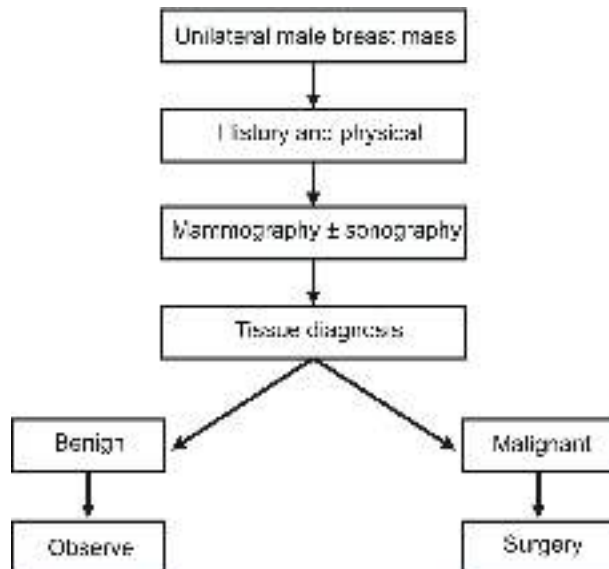 Unilateral male breast mass
History and physical
Mammography ± sonography
Tissue diagnosis
Benign
Malignant
Observe
Surgery